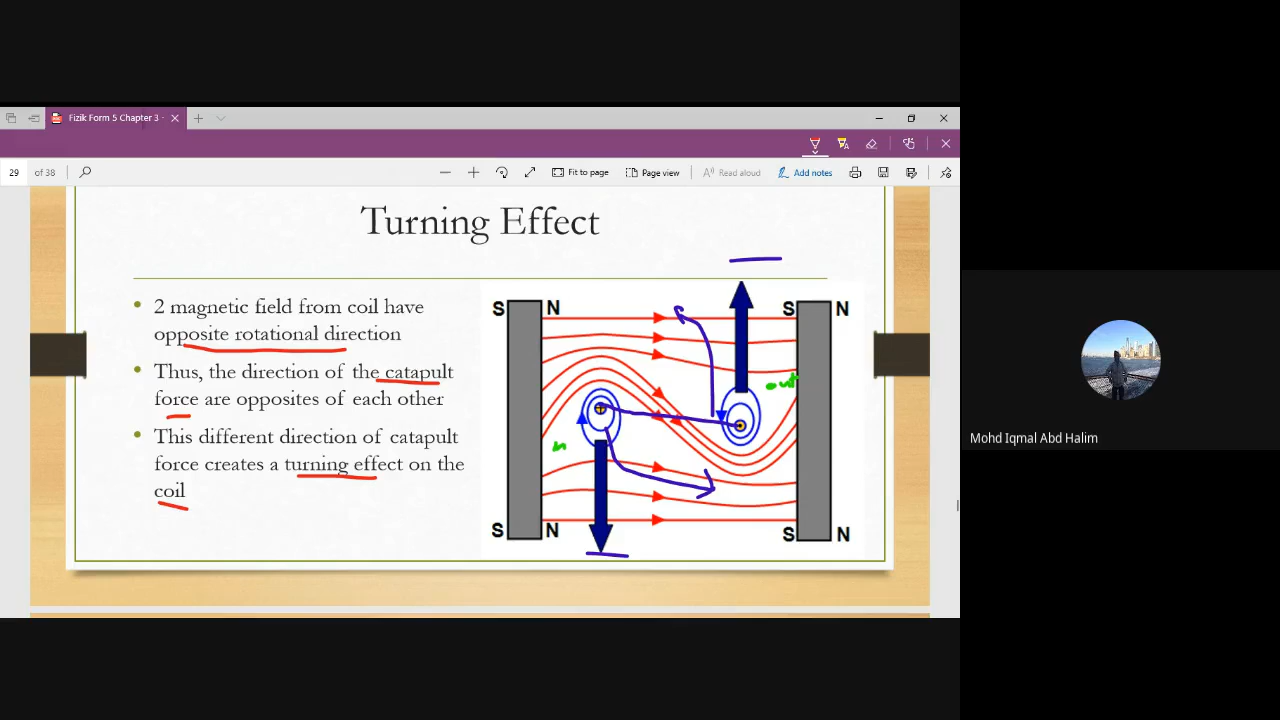 Fizik Form 5 Chapter 3 -
29 of 38
Fit to page
Page view
Read aloud
Add notes
Turning Effect
• 2 magnetic field from coil have
opposite rotational direction
• Thus, the direction of the catapult
force are opposites of each other
• This different direction of catapult
force creates a turning effect on the
coil
S N S N
out
in
S N S N
Mohd Iqmal Abd Halim